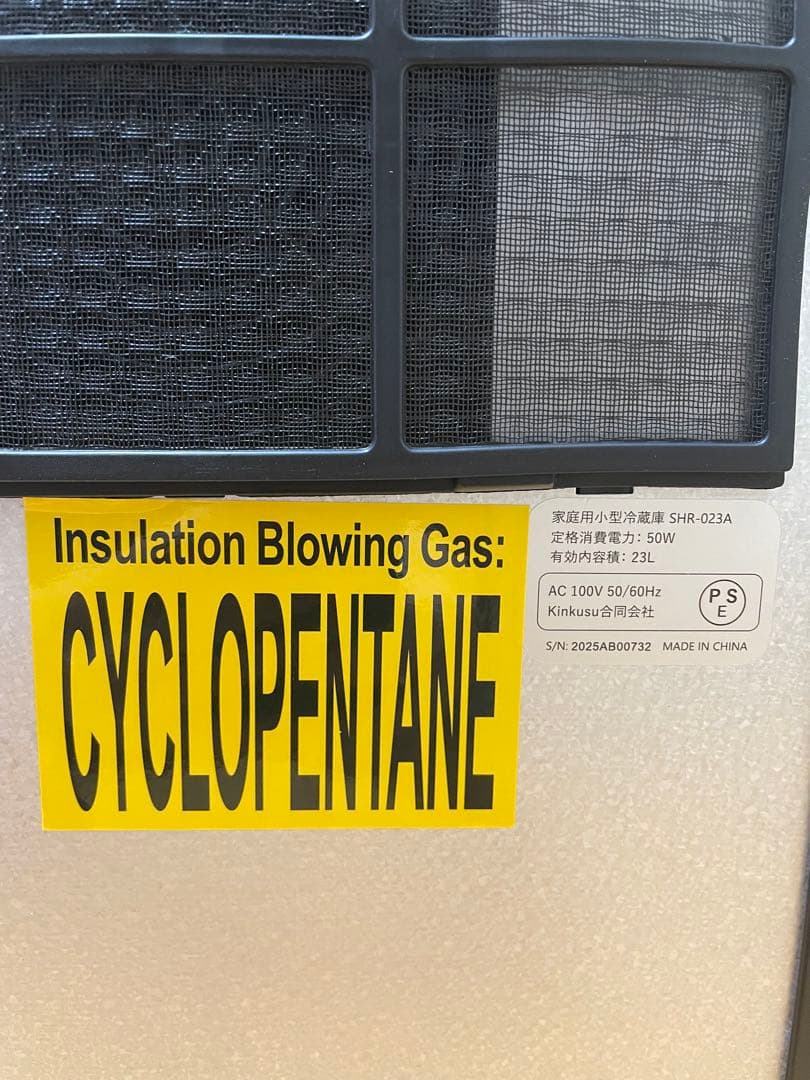 Insulation Blowing Gas:
CYCLOPENTANE
家庭用小型冷蔵庫 SHR-023A
定格消費電力: 50W
有効内容積: 23L
AC 100V 50/60Hz
Kinkusu合同会社
PS
E
S/N: 2025AB00732 MADE IN CHINA